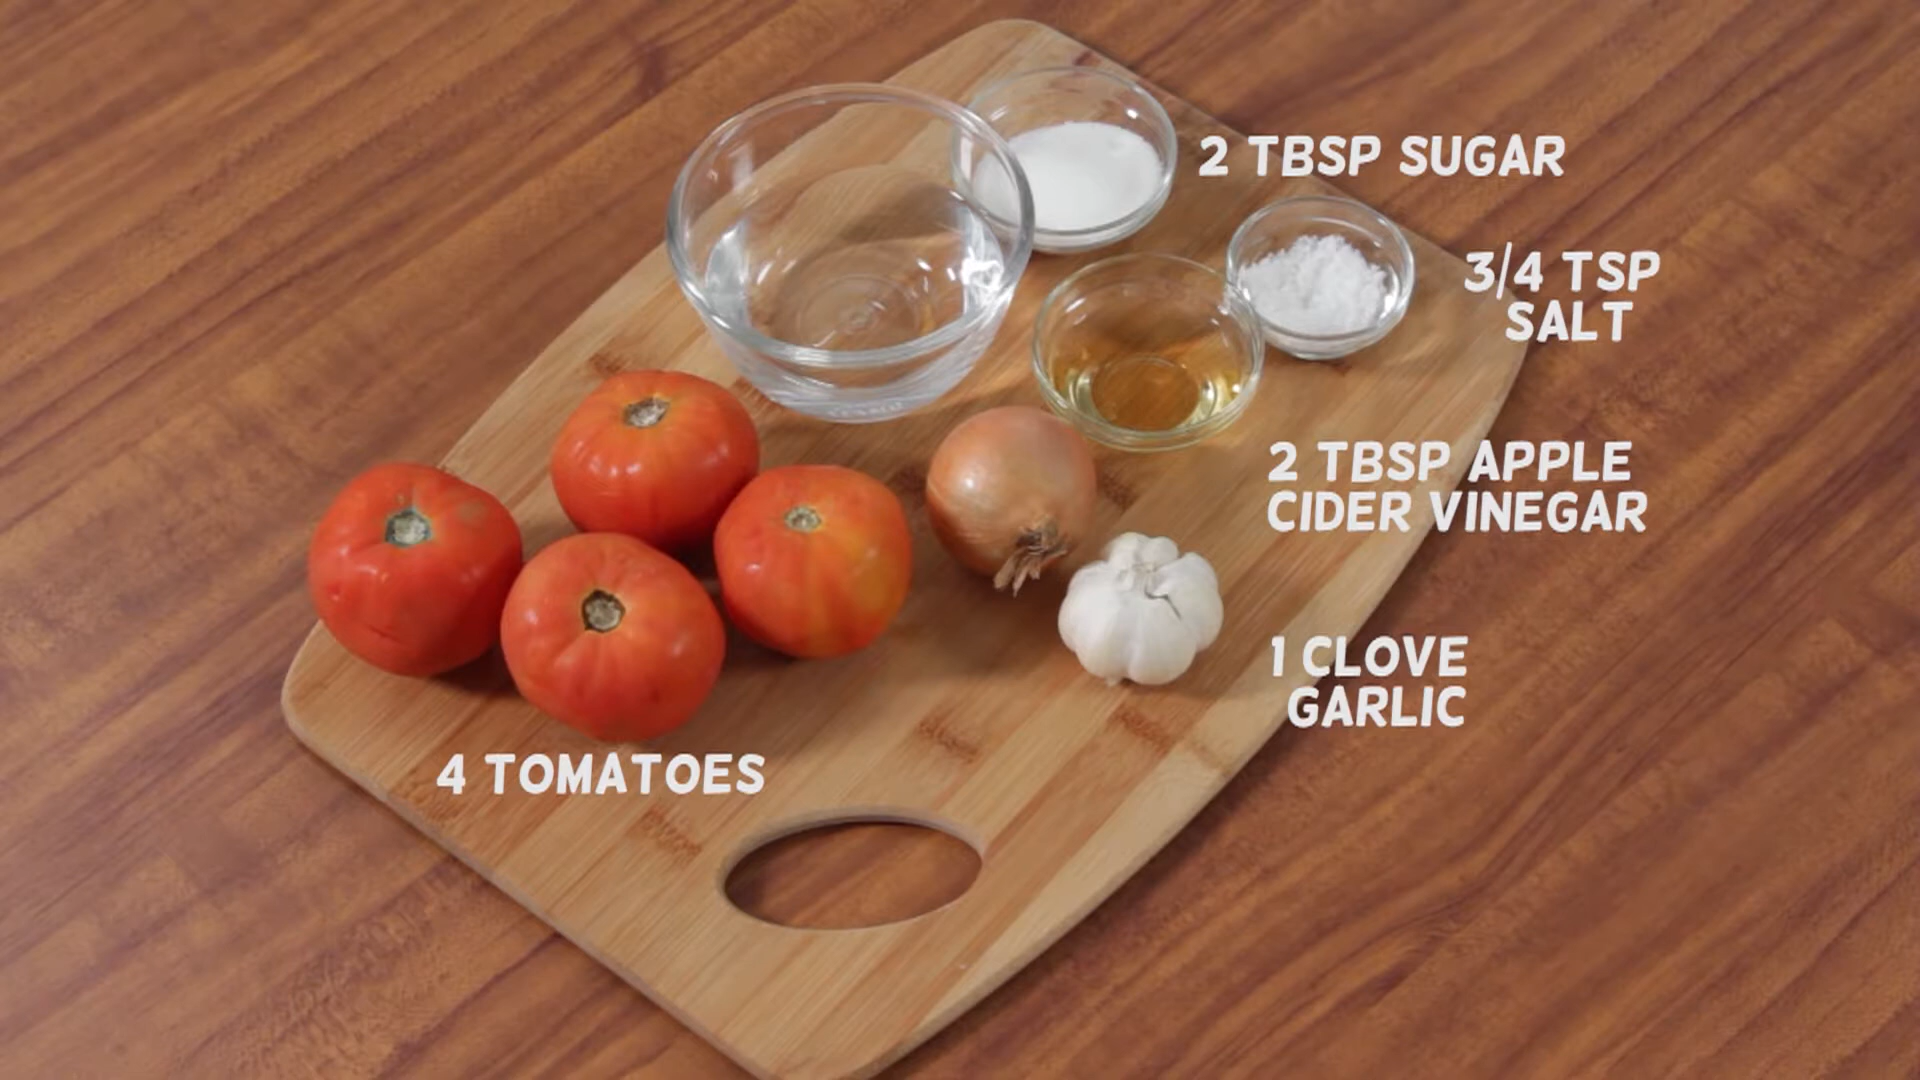 2 TBSP SUGAR
3/4 TSP
SALT
2 TBSP APPLE
CIDER VINEGAR
1 CLOVE
GARLIC
4 TOMATOES